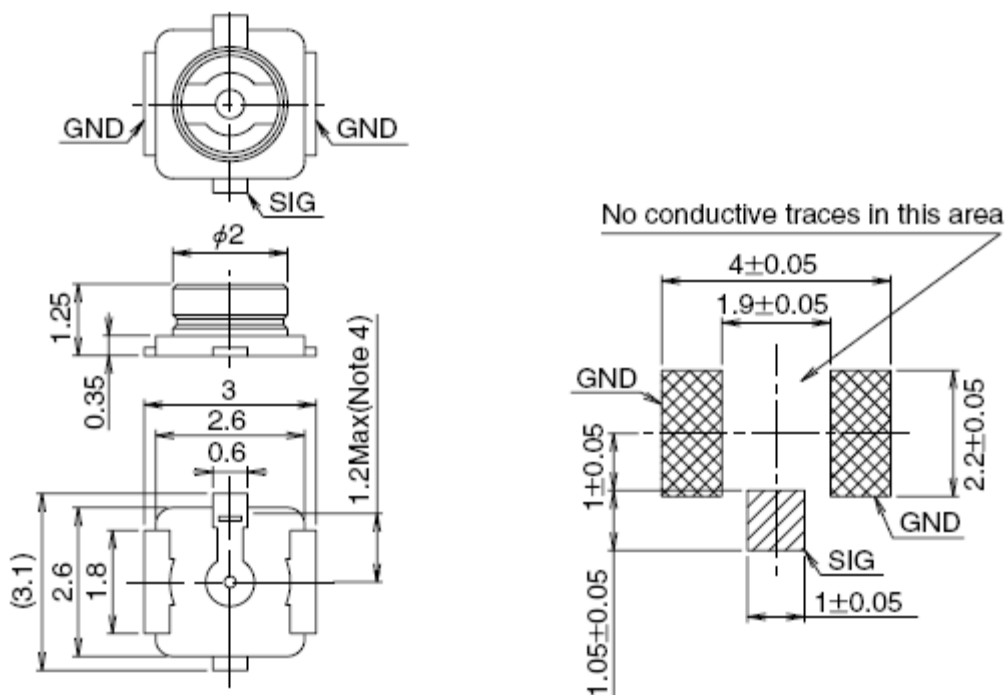 GND
GND
SIG
ϕ2
1.25
0.35
3
2.6
0.6
1.2Max(Note 4)
(3.1)
2.6
1.8
No conductive traces in this area
4±0.05
1.9±0.05
GND
1±0.05
2.2±0.05
GND
SIG
1±0.05
1.05±0.05